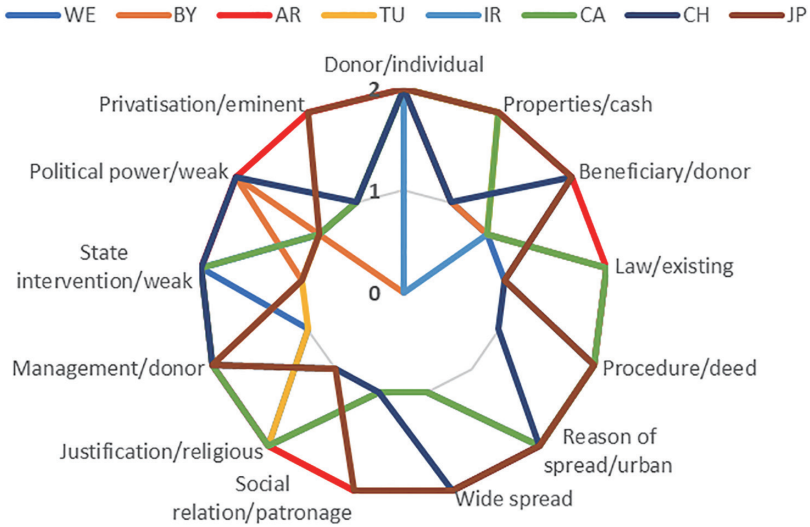 WE BY AR TU IR CA CH JP
Donor/individual
2
Privatisation/eminent
Properties/cash
Political power/weak
1
Beneficiary/donor
State
intervention/weak
0
Law/existing
Management/donor
Procedure/deed
Justification/religious
Reason of
spread/urban
Social
relation/patronage
Wide spread